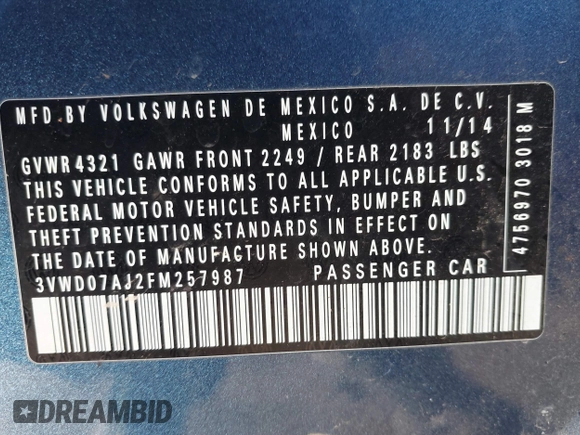 MFD.BY VOLKSWAGEN DE MEXICO S.A. DE C.V.
MEXICO 11/14
GVWR 4321 GAWR FRONT 2249 / REAR 2183 LBS
THIS VEHICLE CONFORMS TO ALL APPLICABLE U.S.
FEDERAL MOTOR VEHICLE SAFETY, BUMPER AND
THEFT PREVENTION STANDARDS IN EFFECT ON
THE DATE OF MANUFACTURE SHOWN ABOVE.
3VWD07AJ2FM257987 PASSENGER CAR
4756970 3018 M
DREAMBID